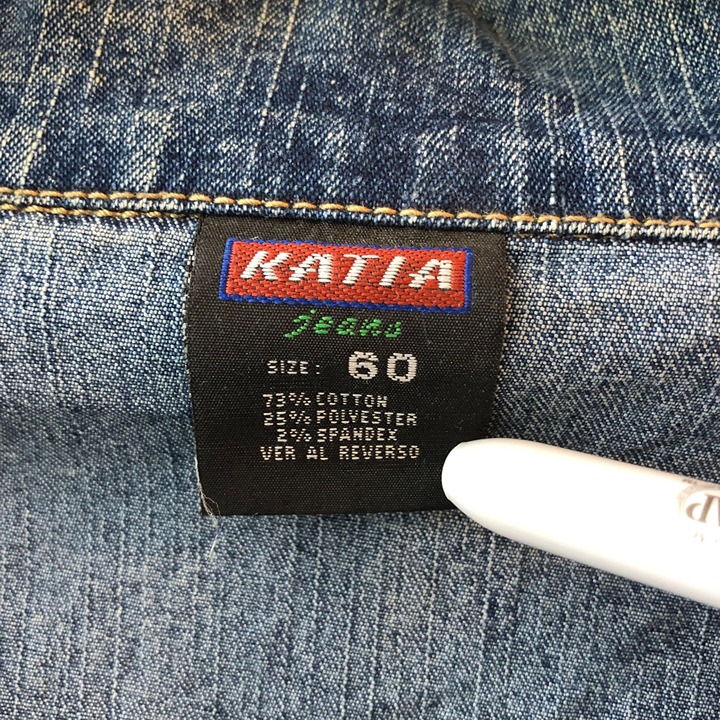 KATIA
jeans
SIZE: 60
73% COTTON
25% POLYESTER
2% SPANDEX
VER AL REVERSO